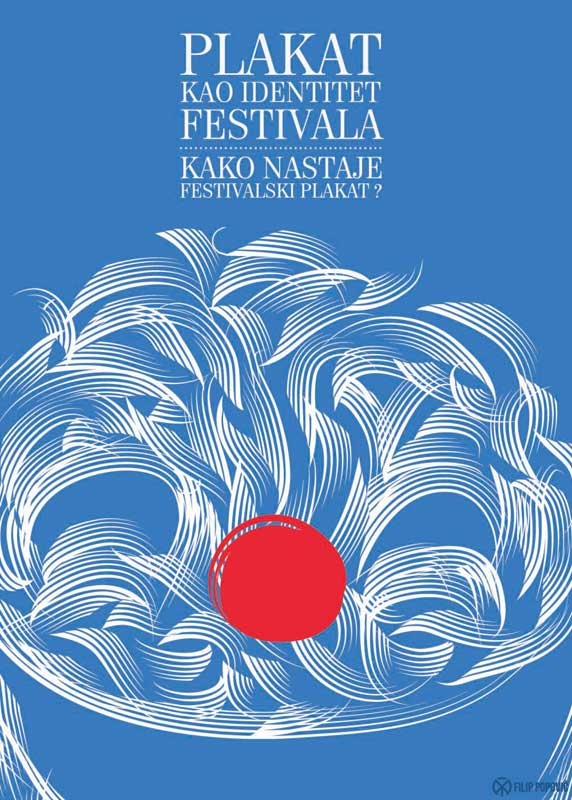 PLAKAT
KAO IDENTITET
FESTIVALA
KAKO NASTAJE
FESTIVALSKI PLAKAT ?
FILIP POPOVIĆ